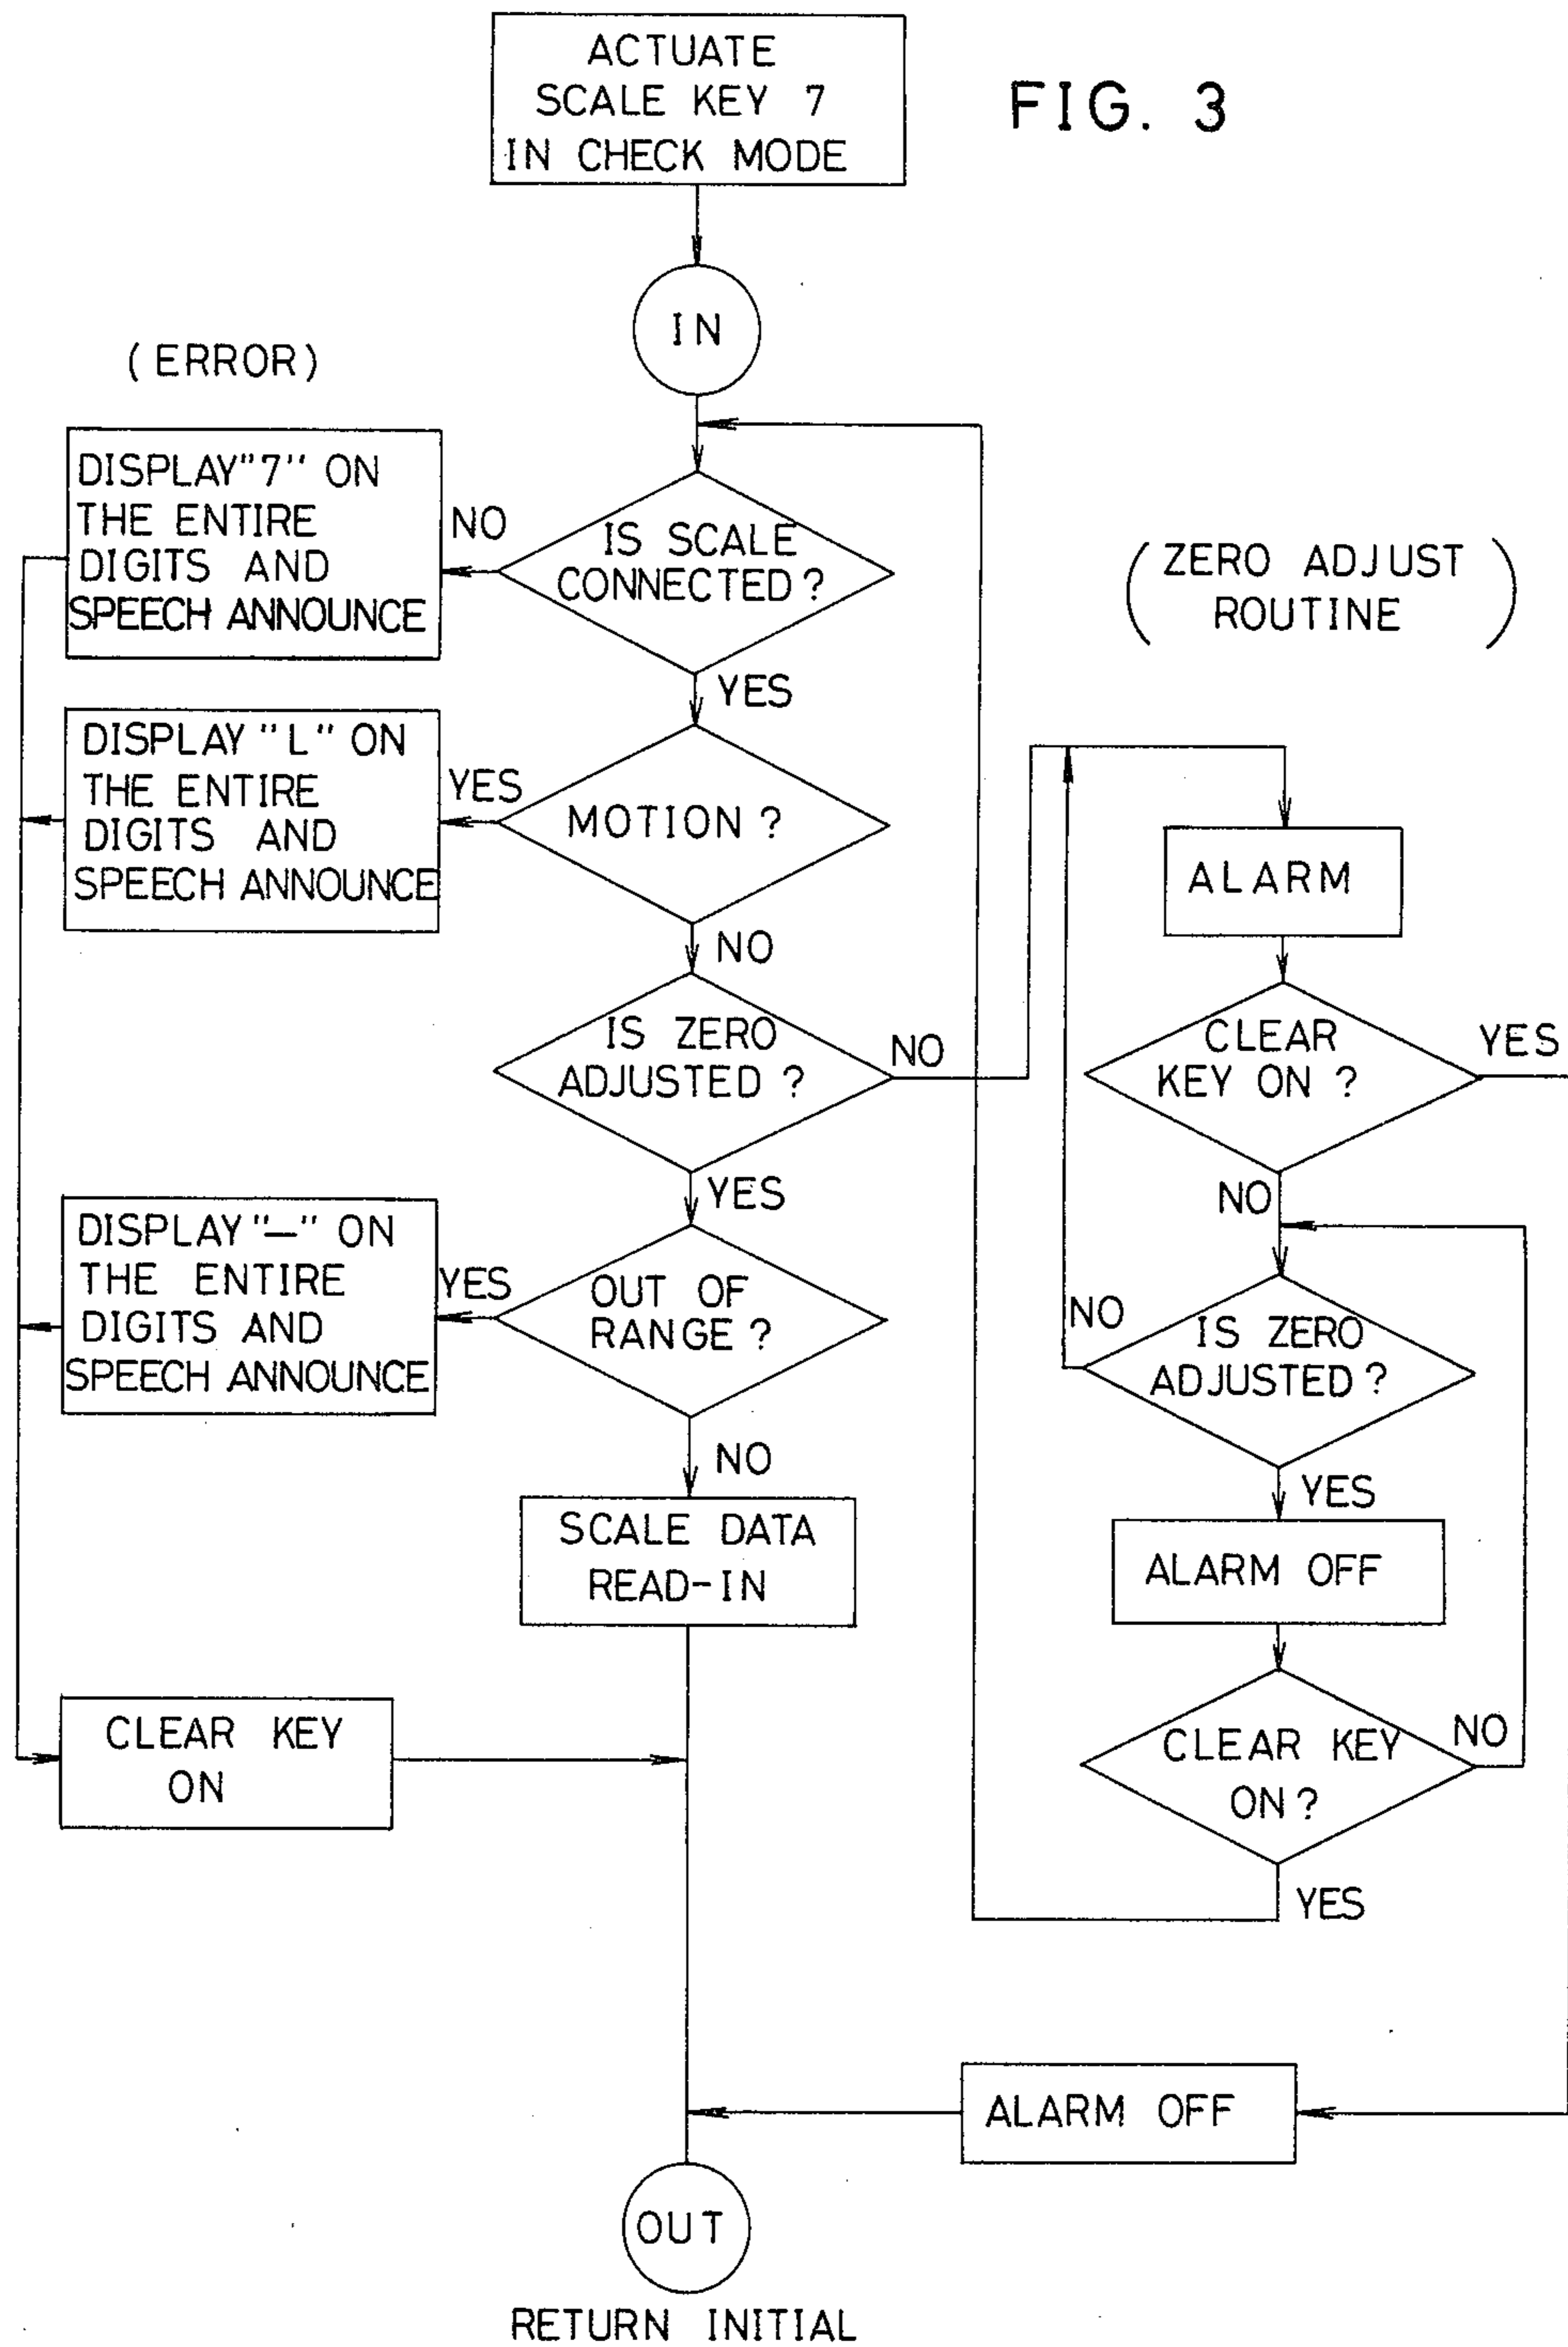 ACTUATE
SCALE KEY 7
IN CHECK MODE
FIG. 3
IN
(ERROR)
DISPLAY "7" ON
THE ENTIRE
DIGITS AND
SPEECH ANNOUNCE
NO
IS SCALE
CONNECTED?
YES
(ZERO ADJUST
ROUTINE)
DISPLAY "L" ON
THE ENTIRE
DIGITS AND
SPEECH ANNOUNCE
YES
MOTION?
NO
ALARM
IS ZERO
ADJUSTED?
NO
CLEAR
KEY ON?
YES
YES
NO
DISPLAY "—" ON
THE ENTIRE
DIGITS AND
SPEECH ANNOUNCE
YES
OUT OF
RANGE?
NO
NO
IS ZERO
ADJUSTED?
YES
SCALE DATA
READ-IN
ALARM OFF
CLEAR KEY
ON
CLEAR KEY
ON?
NO
YES
ALARM OFF
OUT
RETURN INITIAL